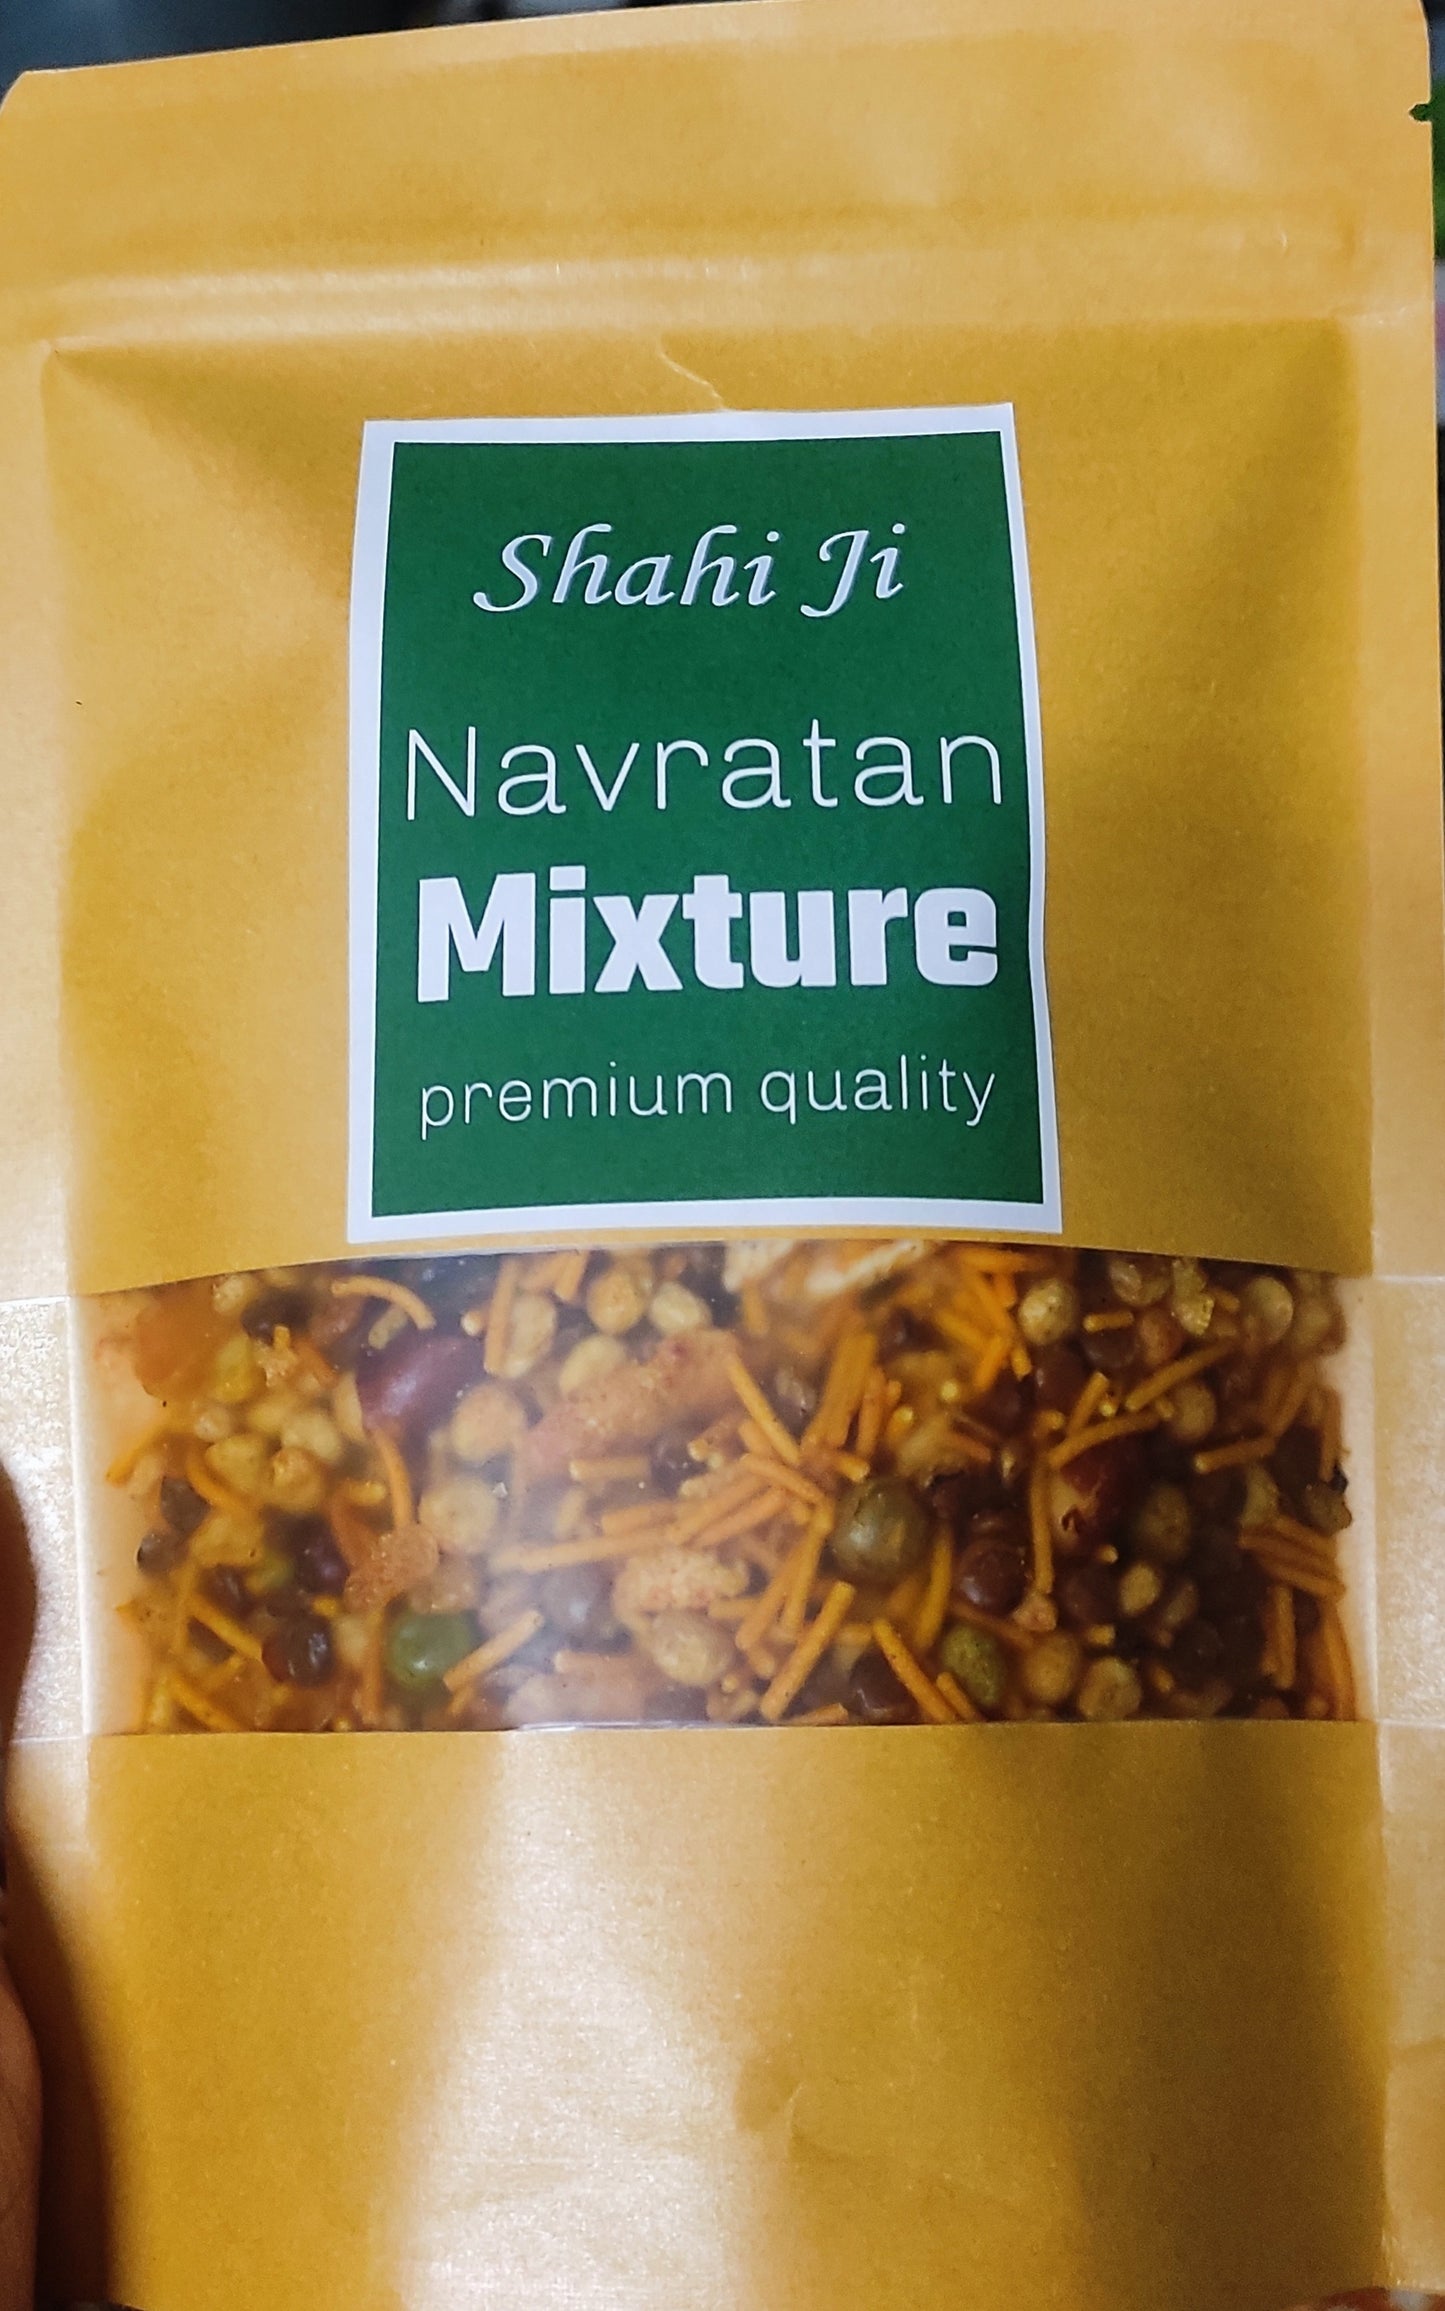 Shahi Ji
Navratan
Mixture
premium quality